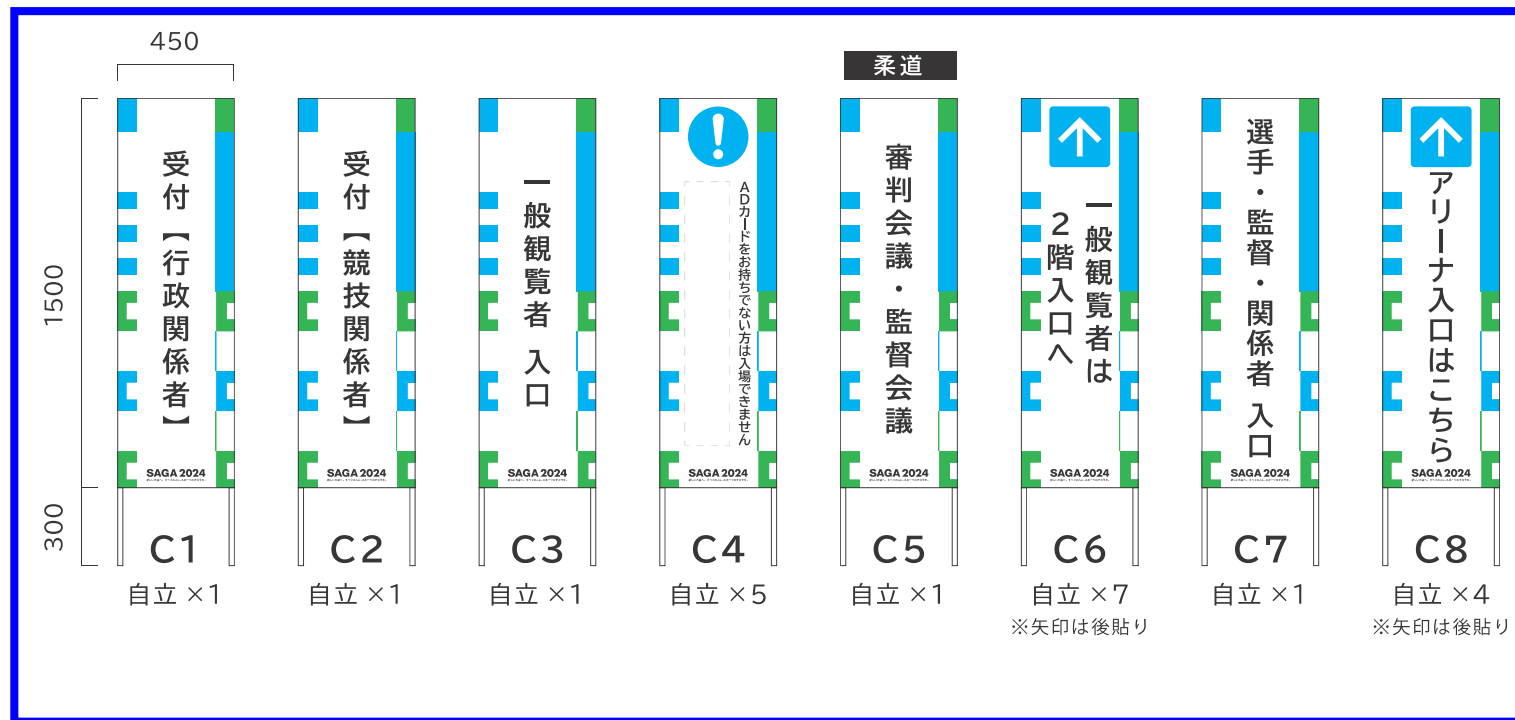 450
1500
300
受付【行政関係者】
SAGA 2024
C1
自立 ×1
受付【競技関係者】
SAGA 2024
C2
自立 ×1
一般観覧者 入口
SAGA 2024
C3
自立 ×1
!
ADカードをお持ちでない方は入場できません
SAGA 2024
C4
自立 ×5
柔道
審判会議・監督会議
SAGA 2024
C5
自立 ×1
一般観覧者は
2階入口へ
SAGA 2024
C6
自立 ×7
※矢印は後貼り
選手・監督・関係者 入口
SAGA 2024
C7
自立 ×1
アリーナ入口はこちら
SAGA 2024
C8
自立 ×4
※矢印は後貼り